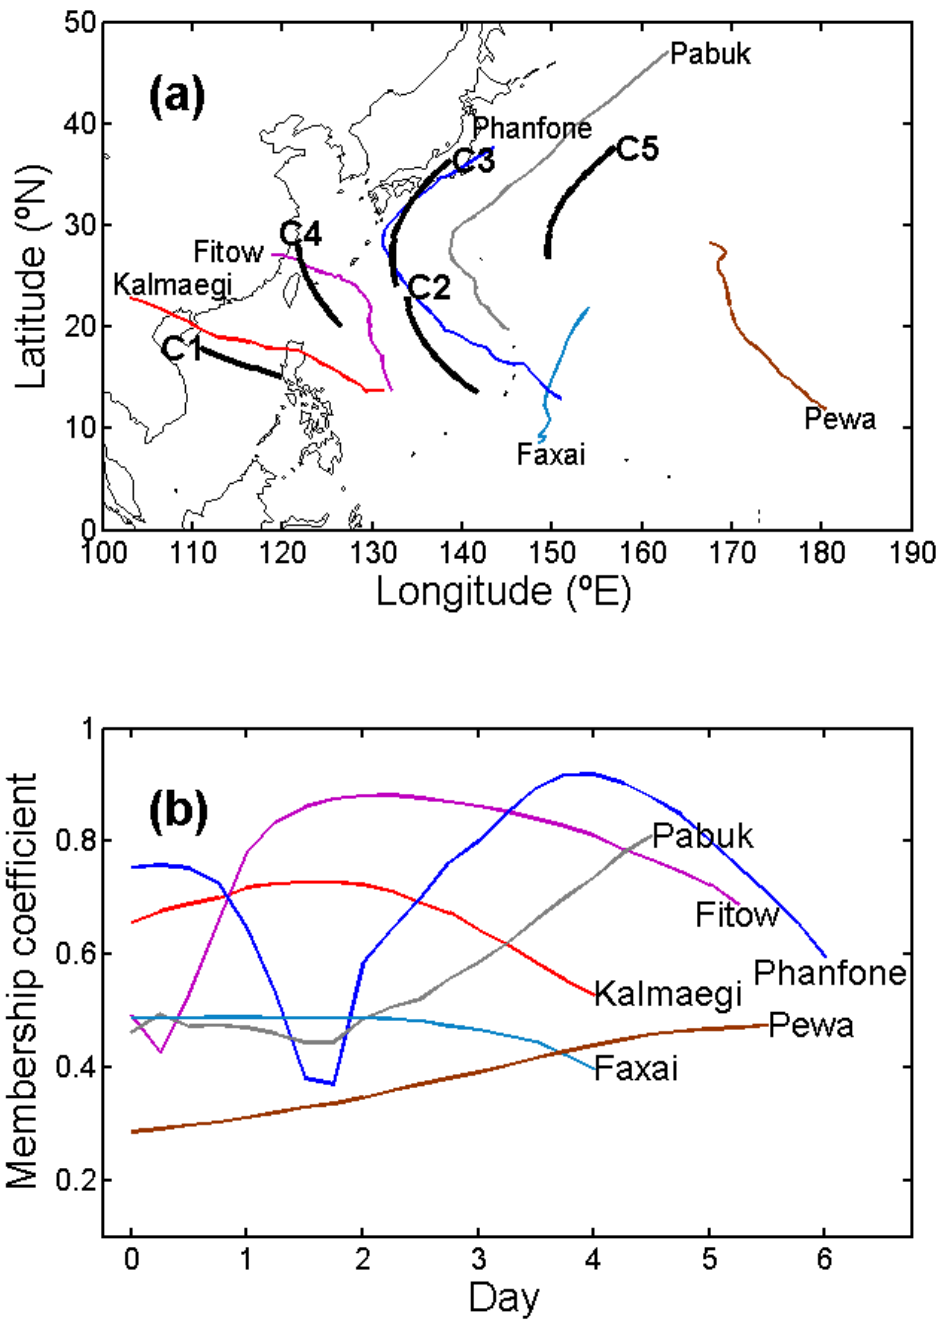 50
40
30
20
10
0
Latitude (ºN)
(a)
Pabuk
Phanfone
C3
C5
C4
Fitow
Kalmaegi
C2
C1
Pewa
Faxai
100 110 120 130 140 150 160 170 180 190
Longitude (ºE)
1
0.8
0.6
0.4
0.2
Membership coefficient
(b)
Pabuk
Fitow
Phanfone
Kalmaegi
Pewa
Faxai
0 1 2 3 4 5 6
Day